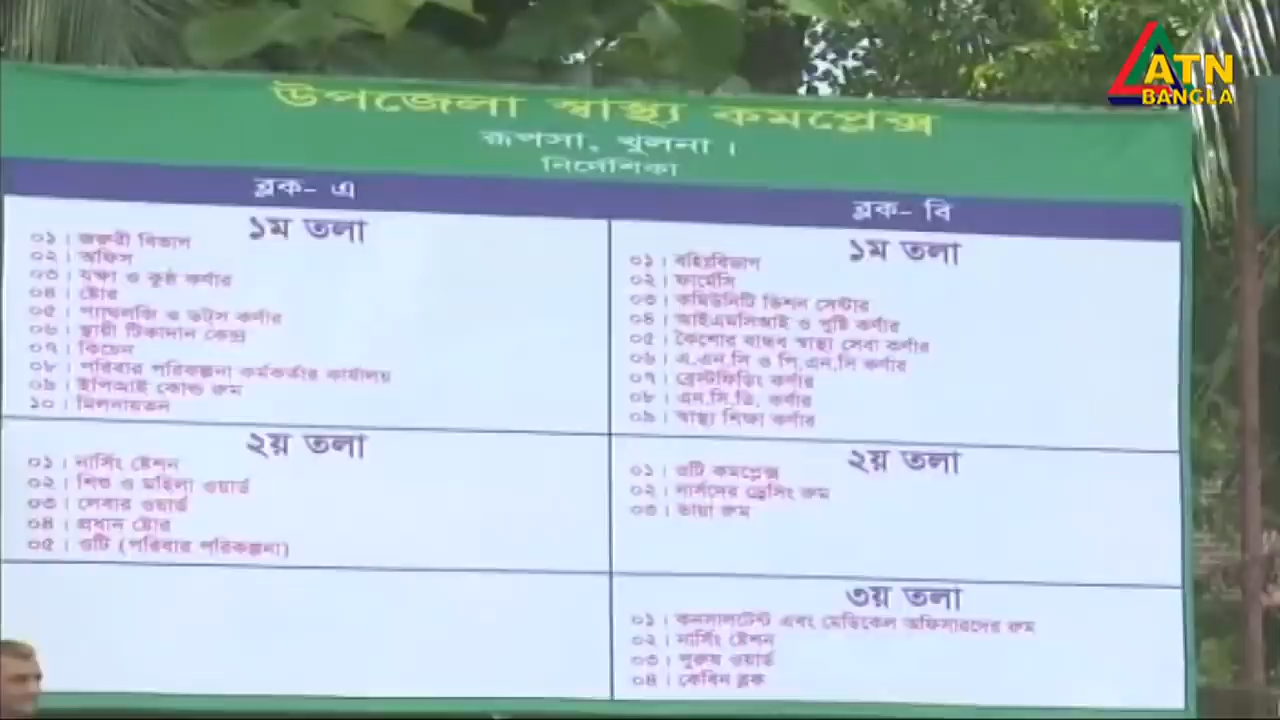 ATN
BANGLA
উপজেলা স্বাস্থ্য কমপ্লেক্স
রূপসা, খুলনা।
নির্দেশিকা
ব্লক- এ
১ম তলা
০১। জরুরী বিভাগ
০২। অফিস
০৩। যক্ষা ও কুষ্ঠ কর্ণার
০৪। ষ্টোর
০৫। প্যাথলজি ও ডটস কর্ণার
০৬। স্থায়ী টিকাদান কেন্দ্র
০৭। কিচেন
০৮। পরিবার পরিকল্পনা কর্মকর্তার কার্যালয়
০৯। ইপিআই কোল্ড রুম
১০। মিলনায়তন
২য় তলা
০১। নার্সিং ষ্টেশন
০২। শিশু ও মহিলা ওয়ার্ড
০৩। লেবার ওয়ার্ড
০৪। প্রধান ষ্টোর
০৫। ওটি (পরিবার পরিকল্পনা)
ব্লক- বি
১ম তলা
০১। বহিঃবিভাগ
০২। ফার্মেসি
০৩। কমিউনিটি ভিশন সেন্টার
০৪। আইএমসিআই ও পুষ্টি কর্ণার
০৫। কৈশোর বান্ধব স্বাস্থ্য সেবা কর্ণার
০৬। এ.এন.সি ও পি.এন.সি কর্ণার
০৭। ব্রেস্টফিডিং কর্ণার
০৮। এন.সি.ডি. কর্ণার
০৯। স্বাস্থ্য শিক্ষা কর্ণার
২য় তলা
০১। ওটি কমপ্লেক্স
০২। নার্সদের ড্রেসিং রুম
০৩। ভায়া রুম
৩য় তলা
০১। কনসালটেন্ট এবং মেডিকেল অফিসারদের রুম
০২। নার্সিং ষ্টেশন
০৩। পুরুষ ওয়ার্ড
০৪। কেবিন ব্লক